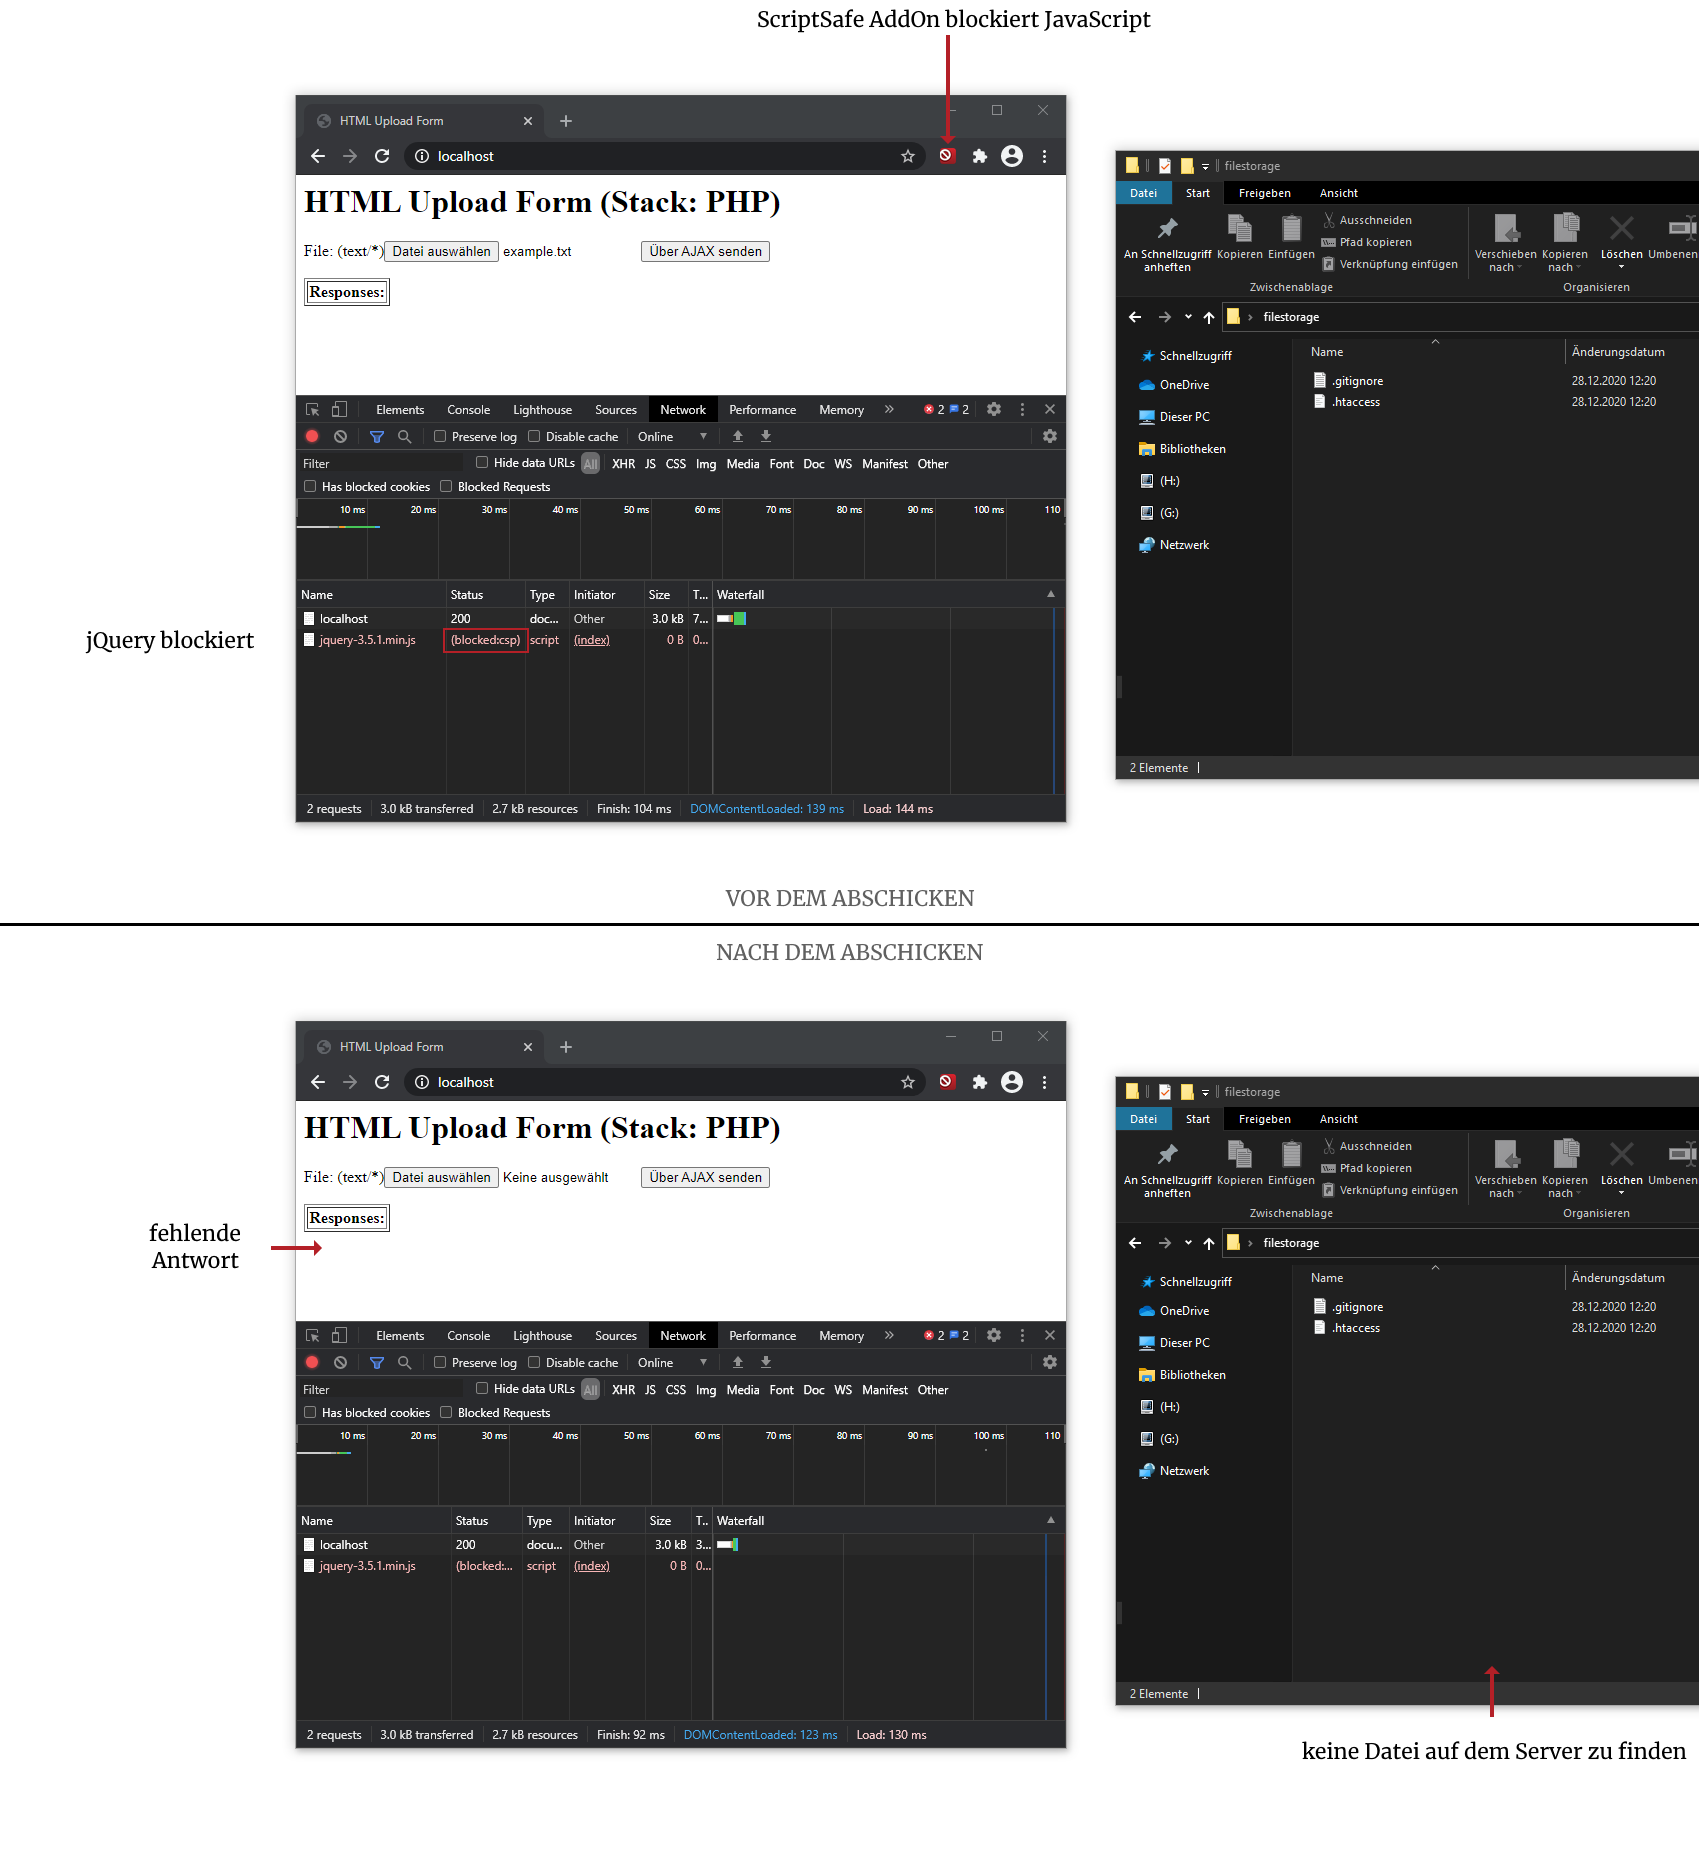 ScriptSafe AddOn blockiert JavaScript
HTML Upload Form
localhost
HTML Upload Form (Stack: PHP)
File: (text/*) Datei auswählen example.txt Über AJAX senden
Responses:
Elements Console Lighthouse Sources Network Performance Memory » 2 2
Preserve log Disable cache Online
Filter Hide data URLs All XHR JS CSS Img Media Font Doc WS Manifest Other
Has blocked cookies Blocked Requests
10 ms 20 ms 30 ms 40 ms 50 ms 60 ms 70 ms 80 ms 90 ms 100 ms 110
Name Status Type Initiator Size T... Waterfall
localhost 200 doc... Other 3.0 kB 7...
jquery-3.5.1.min.js (blocked:csp) script (index) 0 B 0...
2 requests 3.0 kB transferred 2.7 kB resources Finish: 104 ms DOMContentLoaded: 139 ms Load: 144 ms
jQuery blockiert
filestorage
Datei Start Freigeben Ansicht
An Schnellzugriff anheften Kopieren Einfügen
Ausschneiden
Pfad kopieren
Verknüpfung einfügen
Verschieben nach Kopieren nach Löschen Umbenen
Zwischenablage Organisieren
filestorage
Name Änderungsdatum
.gitignore 28.12.2020 12:20
.htaccess 28.12.2020 12:20
Schnellzugriff
OneDrive
Dieser PC
Bibliotheken
(H:)
(G:)
Netzwerk
2 Elemente
VOR DEM ABSCHICKEN
NACH DEM ABSCHICKEN
HTML Upload Form
localhost
HTML Upload Form (Stack: PHP)
File: (text/*) Datei auswählen Keine ausgewählt Über AJAX senden
Responses:
fehlende
Antwort
Elements Console Lighthouse Sources Network Performance Memory » 2 2
Preserve log Disable cache Online
Filter Hide data URLs All XHR JS CSS Img Media Font Doc WS Manifest Other
Has blocked cookies Blocked Requests
10 ms 20 ms 30 ms 40 ms 50 ms 60 ms 70 ms 80 ms 90 ms 100 ms 110
Name Status Type Initiator Size T.. Waterfall
localhost 200 docu... Other 3.0 kB 3...
jquery-3.5.1.min.js (blocked:... script (index) 0 B 0...
2 requests 3.0 kB transferred 2.7 kB resources Finish: 92 ms DOMContentLoaded: 123 ms Load: 130 ms
filestorage
Datei Start Freigeben Ansicht
An Schnellzugriff anheften Kopieren Einfügen
Ausschneiden
Pfad kopieren
Verknüpfung einfügen
Verschieben nach Kopieren nach Löschen Umbenen
Zwischenablage Organisieren
filestorage
Name Änderungsdatum
.gitignore 28.12.2020 12:20
.htaccess 28.12.2020 12:20
Schnellzugriff
OneDrive
Dieser PC
Bibliotheken
(H:)
(G:)
Netzwerk
2 Elemente
keine Datei auf dem Server zu finden